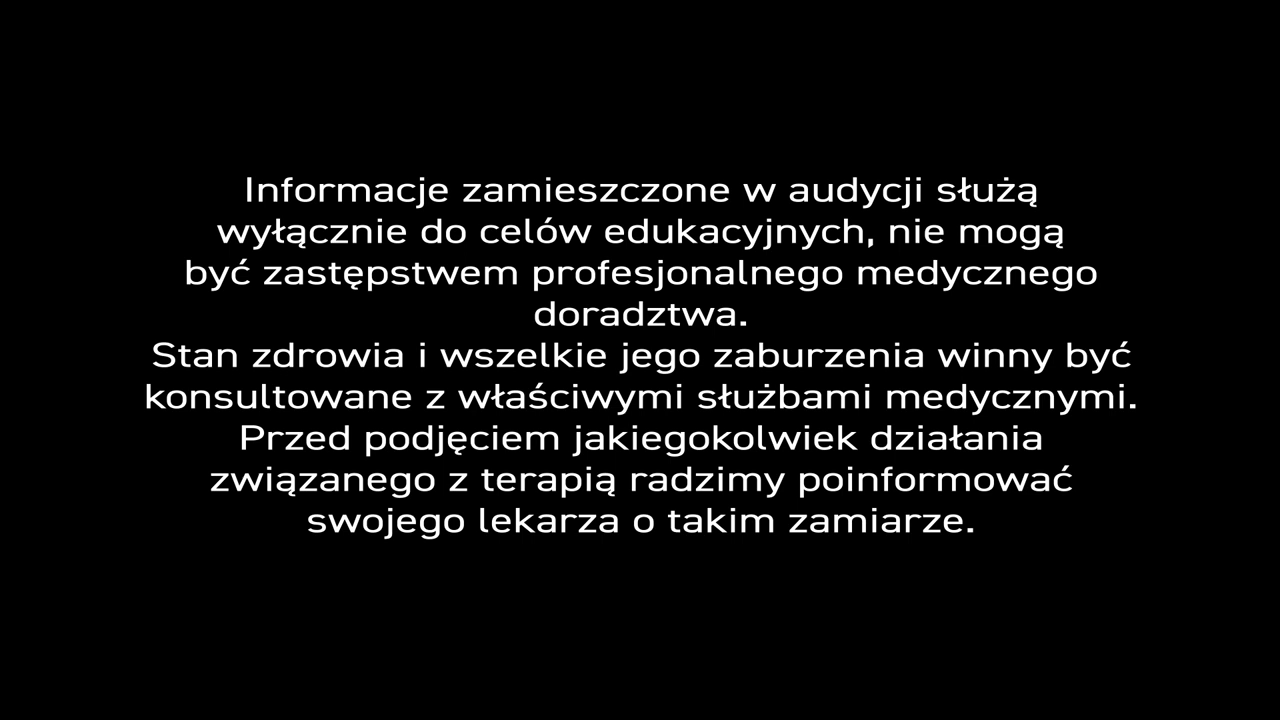 Informacje zamieszczone w audycji służą
wyłącznie do celów edukacyjnych, nie mogą
być zastępstwem profesjonalnego medycznego
doradztwa.
Stan zdrowia i wszelkie jego zaburzenia winny być
konsultowane z właściwymi służbami medycznymi.
Przed podjęciem jakiegokolwiek działania
związanego z terapią radzimy poinformować
swojego lekarza o takim zamiarze.